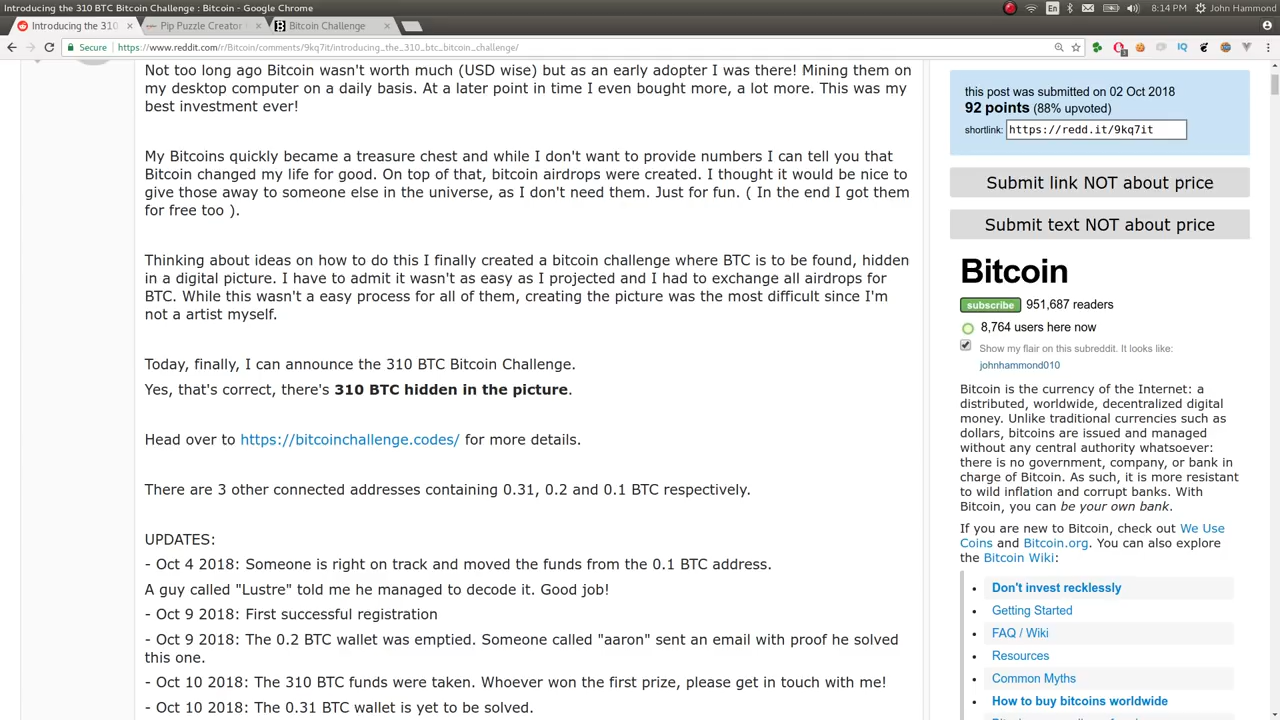 Introducing the 310 BTC Bitcoin Challenge : Bitcoin - Google Chrome
En
8:14 PM
John Hammond
Introducing the 310
Pip Puzzle Creator
Bitcoin Challenge
Secure
https://www.reddit.com/r/Bitcoin/comments/9kq7it/introducing_the_310_btc_bitcoin_challenge/
Not too long ago Bitcoin wasn't worth much (USD wise) but as an early adopter I was there! Mining them on
my desktop computer on a daily basis. At a later point in time I even bought more, a lot more. This was my
best investment ever!
My Bitcoins quickly became a treasure chest and while I don't want to provide numbers I can tell you that
Bitcoin changed my life for good. On top of that, bitcoin airdrops were created. I thought it would be nice to
give those away to someone else in the universe, as I don't need them. Just for fun. ( In the end I got them
for free too ).
Thinking about ideas on how to do this I finally created a bitcoin challenge where BTC is to be found, hidden
in a digital picture. I have to admit it wasn't as easy as I projected and I had to exchange all airdrops for
BTC. While this wasn't a easy process for all of them, creating the picture was the most difficult since I'm
not a artist myself.
Today, finally, I can announce the 310 BTC Bitcoin Challenge.
Yes, that's correct, there's 310 BTC hidden in the picture.
Head over to https://bitcoinchallenge.codes/ for more details.
There are 3 other connected addresses containing 0.31, 0.2 and 0.1 BTC respectively.
UPDATES:
- Oct 4 2018: Someone is right on track and moved the funds from the 0.1 BTC address.
A guy called "Lustre" told me he managed to decode it. Good job!
- Oct 9 2018: First successful registration
- Oct 9 2018: The 0.2 BTC wallet was emptied. Someone called "aaron" sent an email with proof he solved
this one.
- Oct 10 2018: The 310 BTC funds were taken. Whoever won the first prize, please get in touch with me!
- Oct 10 2018: The 0.31 BTC wallet is yet to be solved.
this post was submitted on 02 Oct 2018
92 points (88% upvoted)
shortlink: https://redd.it/9kq7it
Submit link NOT about price
Submit text NOT about price
Bitcoin
subscribe 951,687 readers
8,764 users here now
Show my flair on this subreddit. It looks like:
johnhammond010
Bitcoin is the currency of the Internet: a
distributed, worldwide, decentralized digital
money. Unlike traditional currencies such as
dollars, bitcoins are issued and managed
without any central authority whatsoever:
there is no government, company, or bank in
charge of Bitcoin. As such, it is more resistant
to wild inflation and corrupt banks. With
Bitcoin, you can be your own bank.
If you are new to Bitcoin, check out We Use
Coins and Bitcoin.org. You can also explore
the Bitcoin Wiki:
Don't invest recklessly
Getting Started
FAQ / Wiki
Resources
Common Myths
How to buy bitcoins worldwide